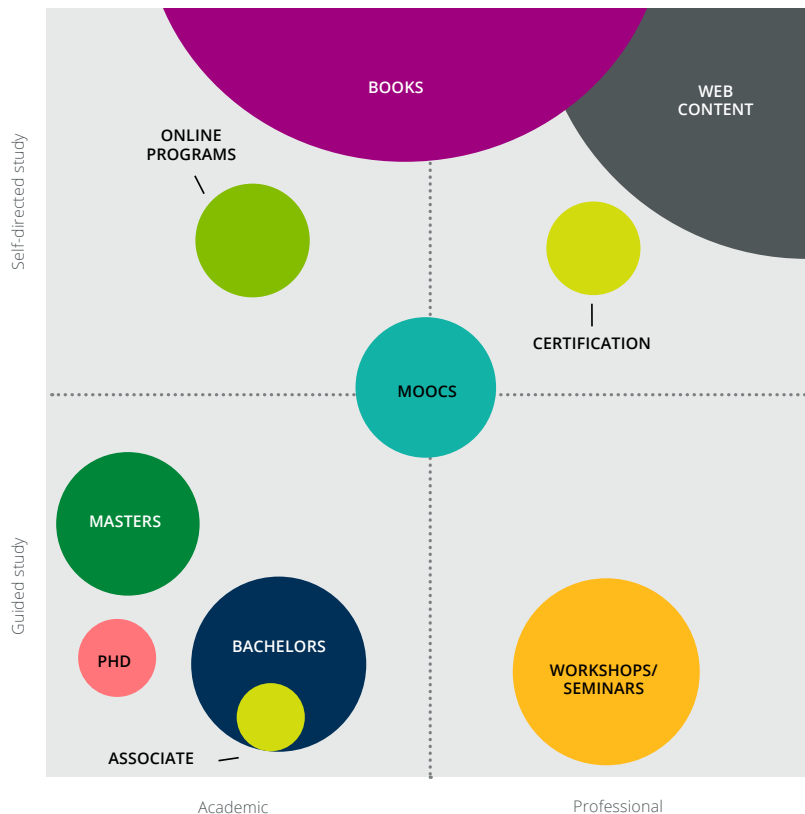 BOOKS
WEB
CONTENT
ONLINE
PROGRAMS
Self-directed study
CERTIFICATION
MOOCS
MASTERS
Guided study
BACHELORS
PHD
WORKSHOPS/
SEMINARS
ASSOCIATE
Academic
Professional